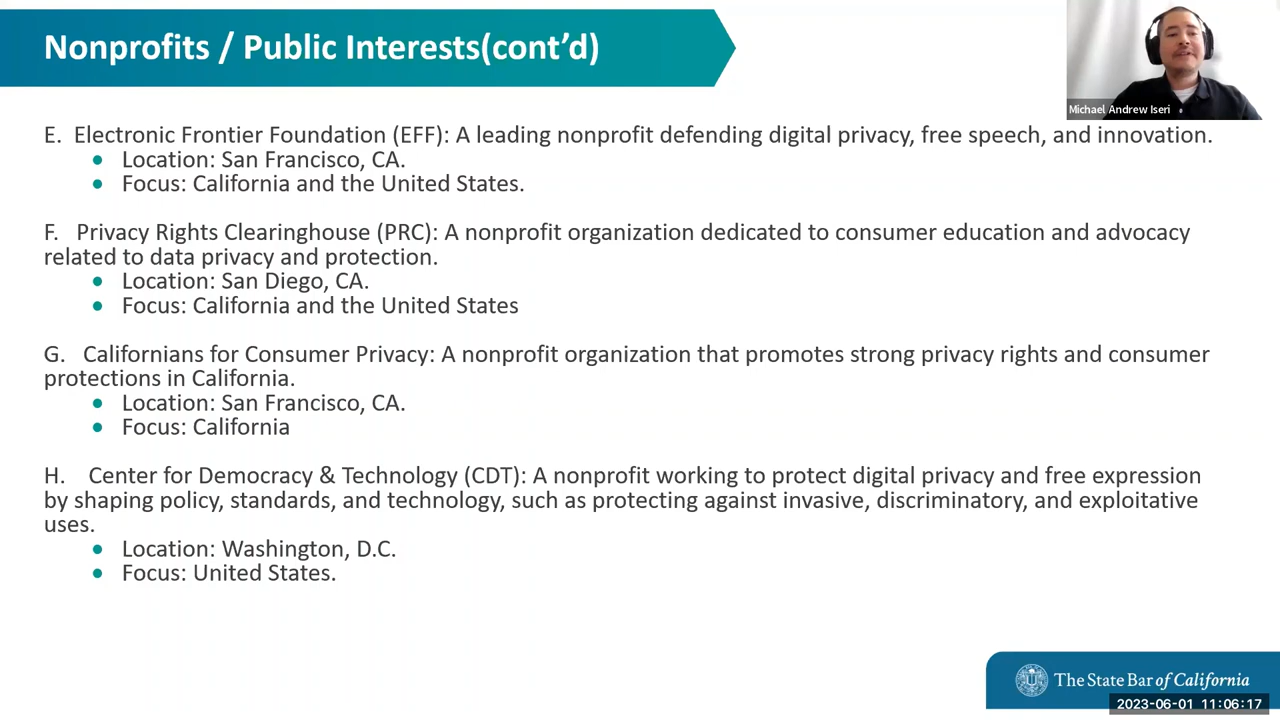 Nonprofits / Public Interests(cont’d)
Michael Andrew Iseri
E. Electronic Frontier Foundation (EFF): A leading nonprofit defending digital privacy, free speech, and innovation.
● Location: San Francisco, CA.
● Focus: California and the United States.
F. Privacy Rights Clearinghouse (PRC): A nonprofit organization dedicated to consumer education and advocacy
related to data privacy and protection.
● Location: San Diego, CA.
● Focus: California and the United States
G. Californians for Consumer Privacy: A nonprofit organization that promotes strong privacy rights and consumer
protections in California.
● Location: San Francisco, CA.
● Focus: California
H. Center for Democracy & Technology (CDT): A nonprofit working to protect digital privacy and free expression
by shaping policy, standards, and technology, such as protecting against invasive, discriminatory, and exploitative
uses.
● Location: Washington, D.C.
● Focus: United States.
The State Bar of California
2023-06-01 11:06:17